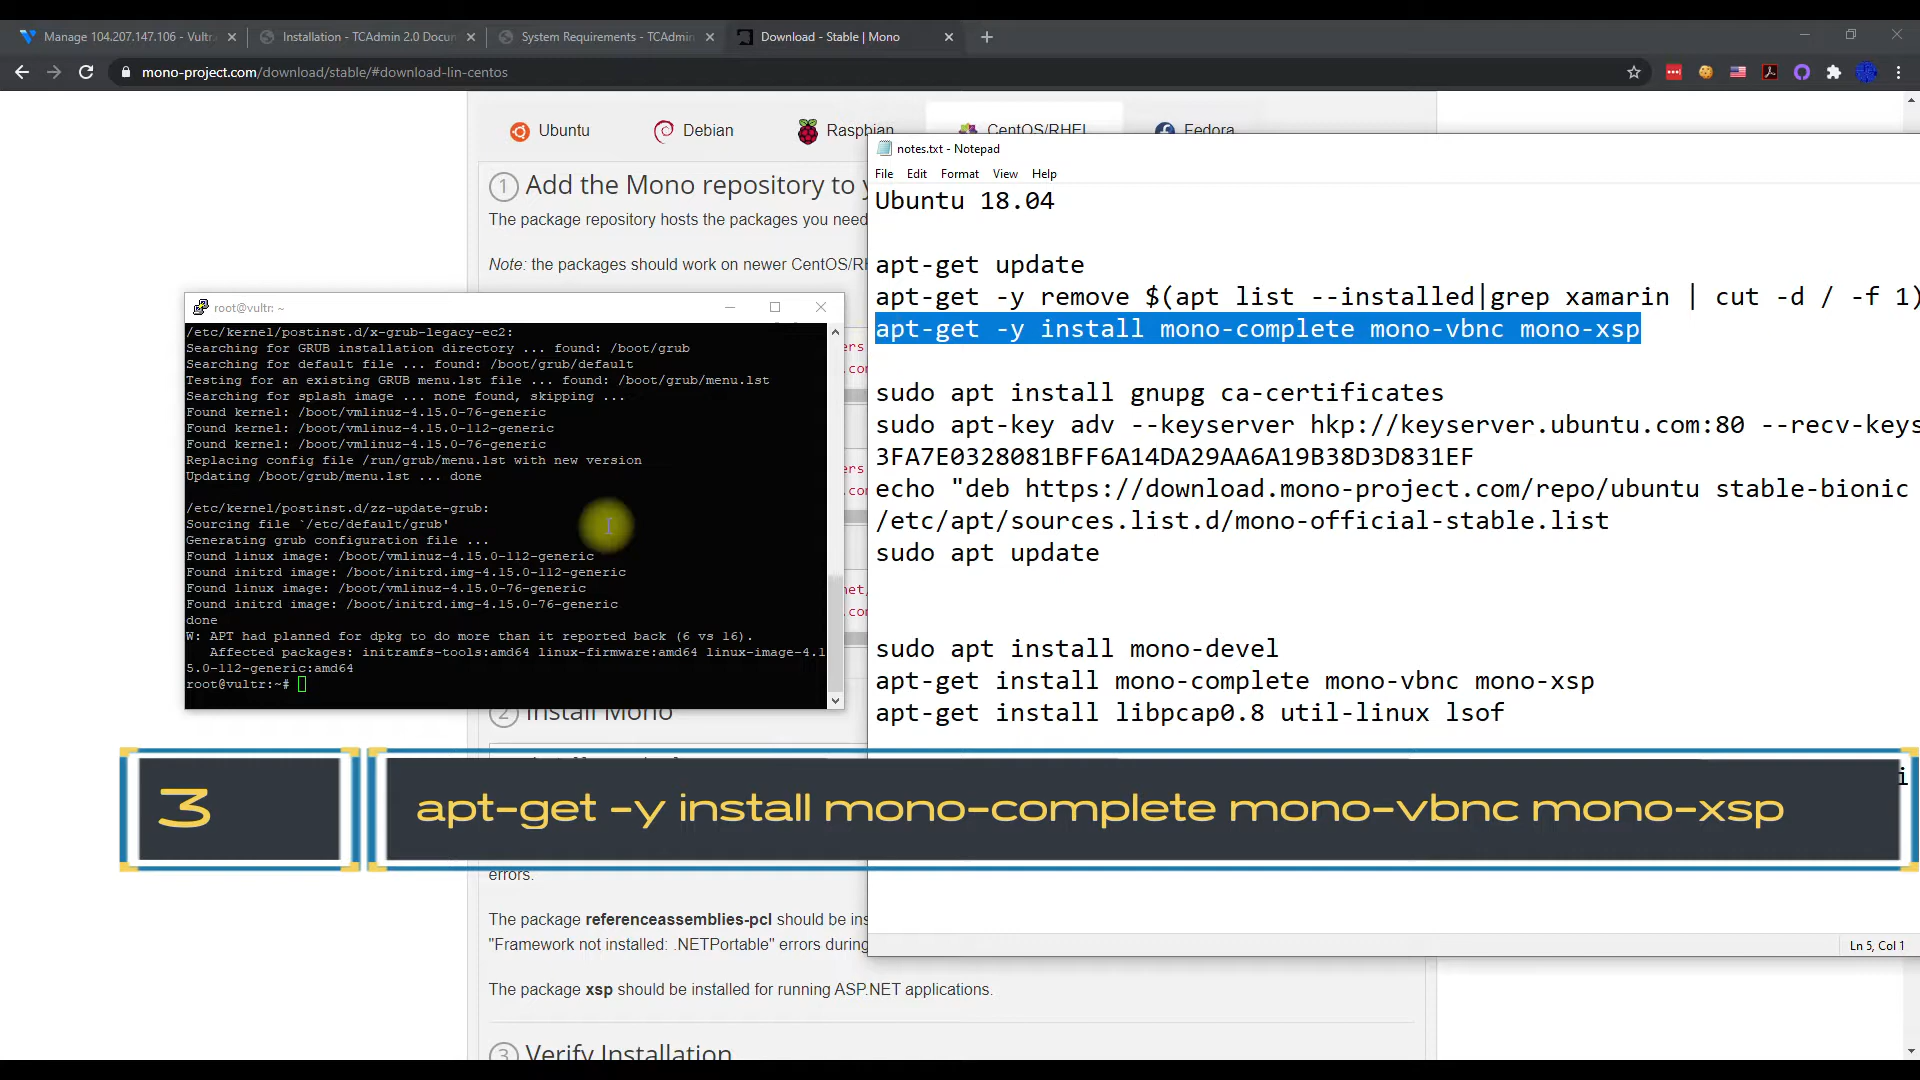 Manage 104.207.147.106 - Vultr
Installation - TCAdmin 2.0 Docum
System Requirements - TCAdmin
Download - Stable | Mono
mono-project.com/download/stable/#download-lin-centos
Ubuntu
Debian
Raspbian
CentOS/RHEL
Fedora
1 Add the Mono repository to y
The package repository hosts the packages you need
Note: the packages should work on newer CentOS/RH
notes.txt - Notepad
File Edit Format View Help
Ubuntu 18.04
apt-get update
apt-get -y remove $(apt list --installed|grep xamarin | cut -d / -f 1)
apt-get -y install mono-complete mono-vbnc mono-xsp
sudo apt install gnupg ca-certificates
sudo apt-key adv --keyserver hkp://keyserver.ubuntu.com:80 --recv-keys
3FA7E0328081BFF6A14DA29AA6A19B38D3D831EF
echo "deb https://download.mono-project.com/repo/ubuntu stable-bionic
/etc/apt/sources.list.d/mono-official-stable.list
sudo apt update
sudo apt install mono-devel
apt-get install mono-complete mono-vbnc mono-xsp
apt-get install libpcap0.8 util-linux lsof
Ln 5, Col 1
root@vultr: ~
/etc/kernel/postinst.d/x-grub-legacy-ec2:
Searching for GRUB installation directory ... found: /boot/grub
Searching for default file ... found: /boot/grub/default
Testing for an existing GRUB menu.lst file ... found: /boot/grub/menu.lst
Searching for splash image ... none found, skipping ...
Found kernel: /boot/vmlinuz-4.15.0-76-generic
Found kernel: /boot/vmlinuz-4.15.0-112-generic
Found kernel: /boot/vmlinuz-4.15.0-76-generic
Replacing config file /run/grub/menu.lst with new version
Updating /boot/grub/menu.lst ... done
/etc/kernel/postinst.d/zz-update-grub:
Sourcing file `/etc/default/grub'
Generating grub configuration file ...
Found linux image: /boot/vmlinuz-4.15.0-112-generic
Found initrd image: /boot/initrd.img-4.15.0-112-generic
Found linux image: /boot/vmlinuz-4.15.0-76-generic
Found initrd image: /boot/initrd.img-4.15.0-76-generic
done
W: APT had planned for dpkg to do more than it reported back (6 vs 16).
Affected packages: initramfs-tools:amd64 linux-firmware:amd64 linux-image-4.1
5.0-112-generic:amd64
root@vultr:~#
2 Install Mono
3
apt-get -y install mono-complete mono-vbnc mono-xsp
errors.
The package referenceassemblies-pcl should be ins
"Framework not installed: .NETPortable" errors during
The package xsp should be installed for running ASP.NET applications.
3 Verify Installation